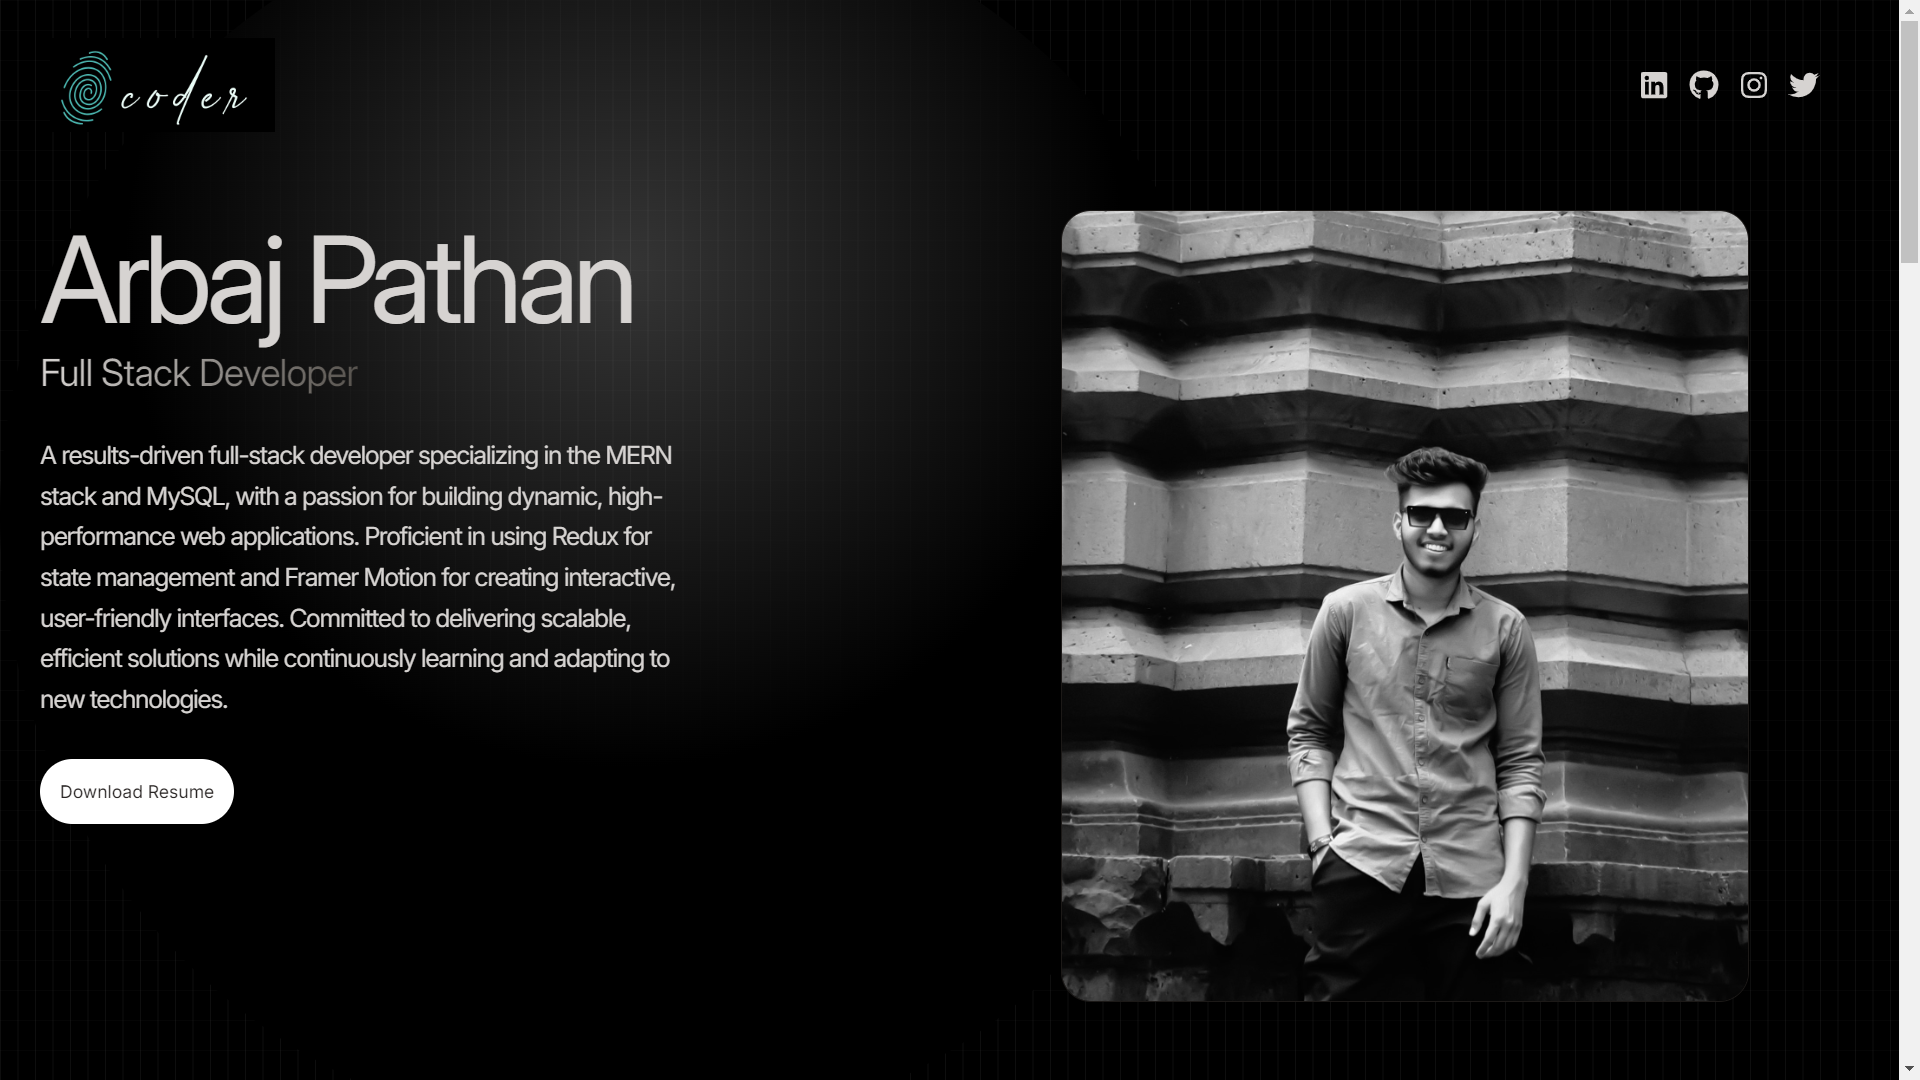 coder
Arbaj Pathan
Full Stack Developer
A results-driven full-stack developer specializing in the MERN
stack and MySQL, with a passion for building dynamic, high-
performance web applications. Proficient in using Redux for
state management and Framer Motion for creating interactive,
user-friendly interfaces. Committed to delivering scalable,
efficient solutions while continuously learning and adapting to
new technologies.
Download Resume